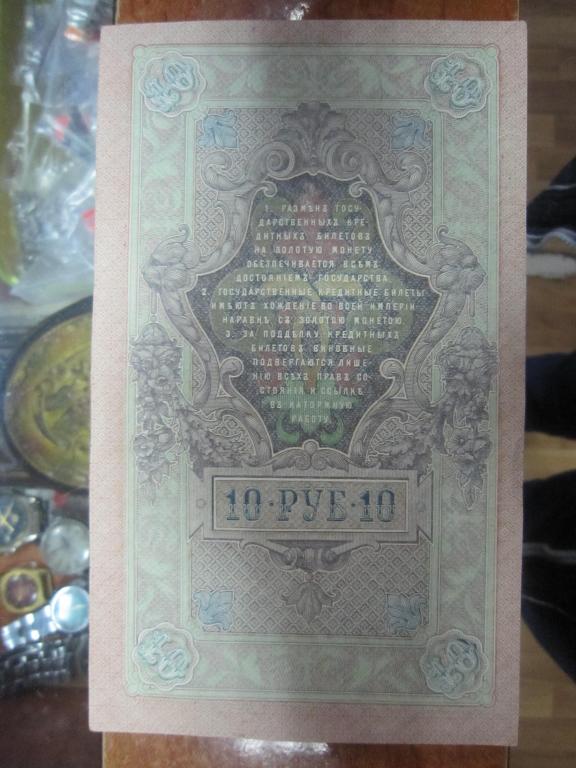 1. РАЗМѢНЪ ГОСУ-
ДАРСТВЕННЫХЪ КРЕ-
ДИТНЫХЪ БИЛЕТОВЪ
НА ЗОЛОТУЮ МОНЕТУ
ОБЕЗПЕЧИВАЕТСЯ ВСѢМЪ
ДОСТОЯНІЕМЪ ГОСУДАРСТВА.
2. ГОСУДАРСТВЕННЫЕ КРЕДИТНЫЕ БИЛЕТЫ
ИМѢЮТЪ ХОЖДЕНІЕ ВО ВСЕЙ ИМПЕРІИ
НАРАВНѢ СЪ ЗОЛОТОЮ МОНЕТОЮ.
3. ЗА ПОДДѢЛКУ КРЕДИТНЫХЪ
БИЛЕТОВЪ ВИНОВНЫЕ
ПОДВЕРГАЮТСЯ ЛИШЕ-
НІЮ ВСѢХЪ ПРАВЪ СО-
СТОЯНІЯ И ССЫЛКѢ
ВЪ КАТОРЖНУЮ
РАБОТУ.
10·РУБ·10